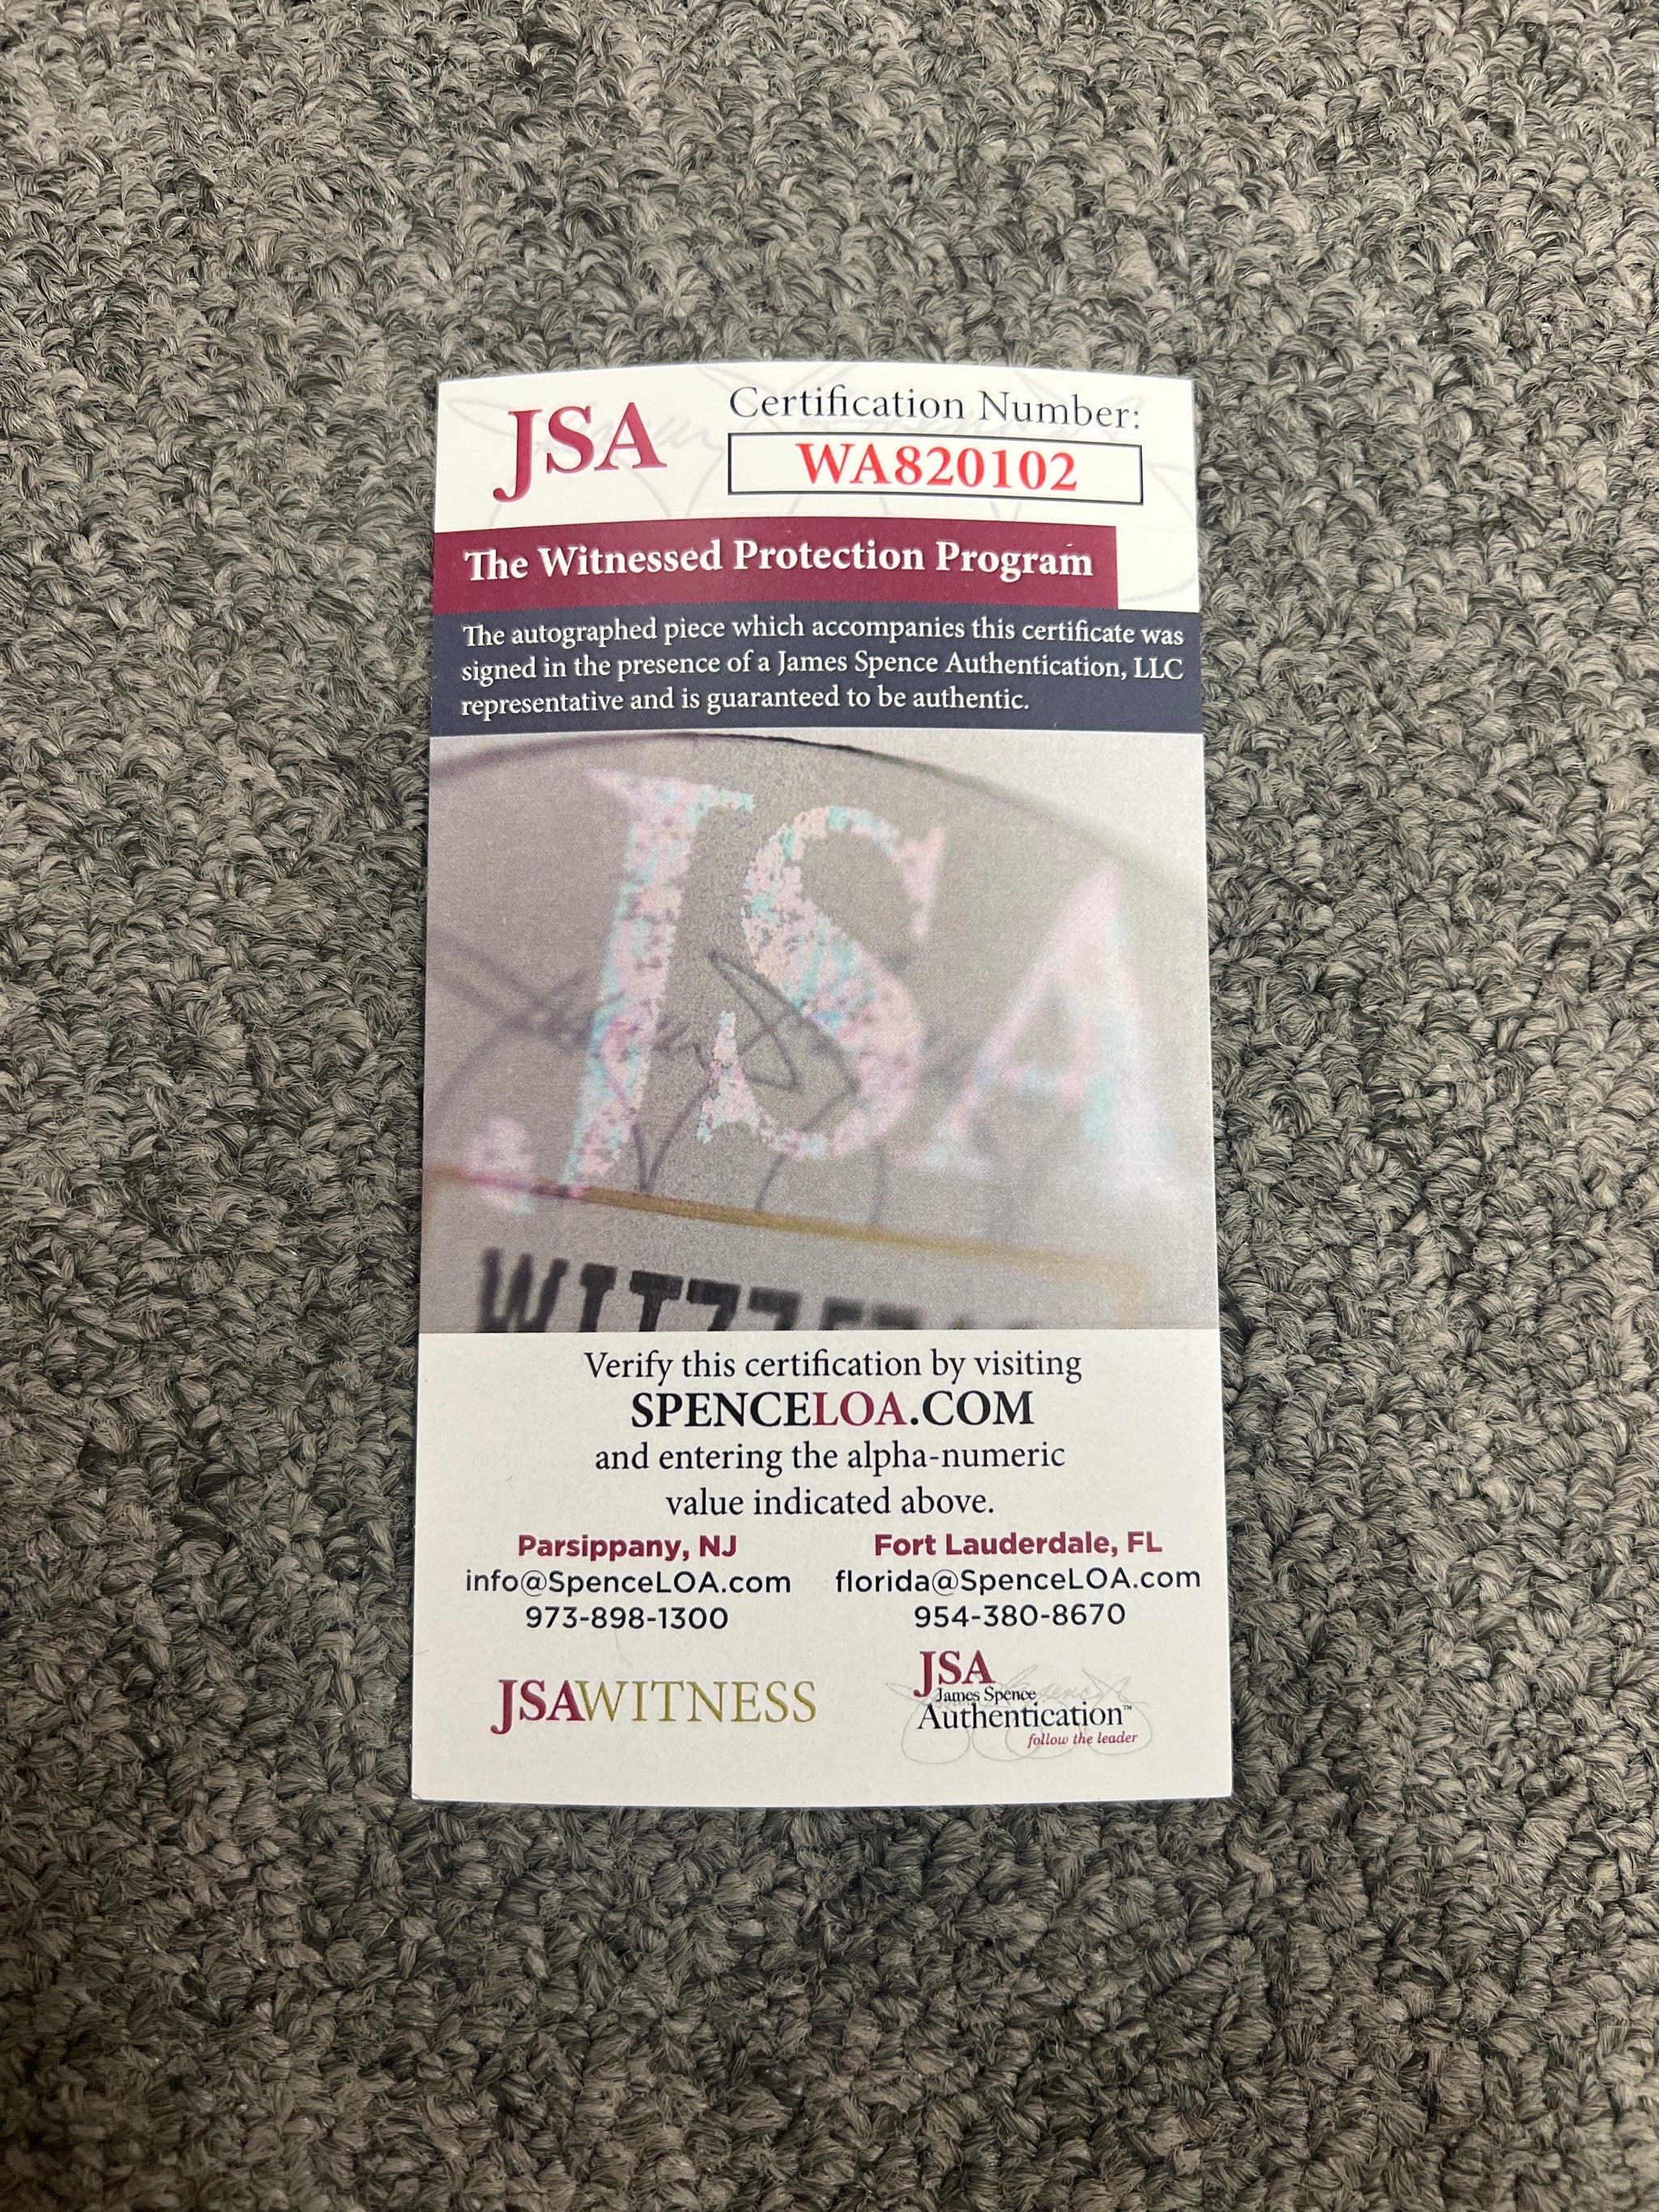 JSA
Certification Number:
WA820102
The Witnessed Protection Program
The autographed piece which accompanies this certificate was
signed in the presence of a James Spence Authentication, LLC
representative and is guaranteed to be authentic.
JSA
Verify this certification by visiting
SPENCELOA.COM
and entering the alpha-numeric
value indicated above.
Parsippany, NJ
info@SpenceLOA.com
973-898-1300
Fort Lauderdale, FL
florida@SpenceLOA.com
954-380-8670
JSAWITNESS
JSA
James Spence
Authentication™
follow the leader